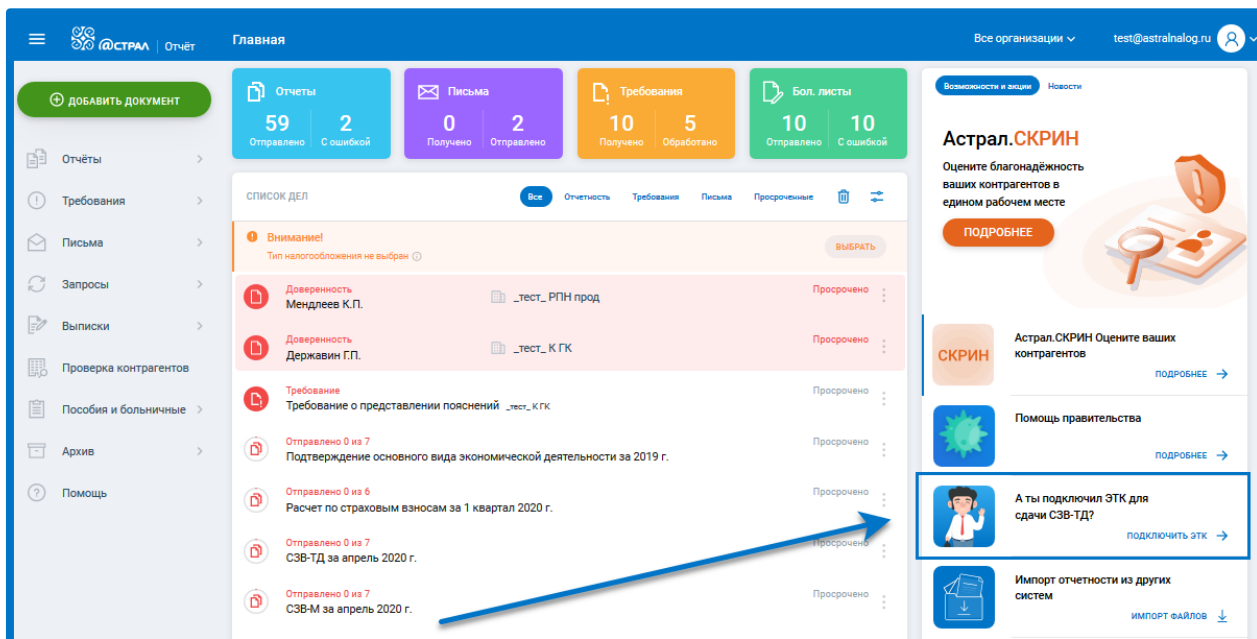 @СТРАЛ | Отчёт
Главная
Все организации
test@astralnalog.ru
ДОБАВИТЬ ДОКУМЕНТ
Отчёты
Требования
Письма
Запросы
Выписки
Проверка контрагентов
Пособия и больничные
Архив
Помощь
Отчеты
59 2
Отправлено С ошибкой
Письма
0 2
Получено Отправлено
Требования
10 5
Получено Обработано
Бол. листы
10 10
Отправлено С ошибкой
СПИСОК ДЕЛ
Все Отчетность Требования Письма Просроченные
Внимание!
Тип налогообложения не выбран
ВЫБРАТЬ
Доверенность
Мендлеев К.П.
_тест_ РПН прод
Просрочено
Доверенность
Державин Г.П.
_тест_ К ГК
Просрочено
Требование
Требование о представлении пояснений _тест_ К ГК
Просрочено
Отправлено 0 из 7
Подтверждение основного вида экономической деятельности за 2019 г.
Просрочено
Отправлено 0 из 6
Расчет по страховым взносам за 1 квартал 2020 г.
Просрочено
Отправлено 0 из 7
СЗВ-ТД за апрель 2020 г.
Просрочено
Отправлено 0 из 7
СЗВ-М за апрель 2020 г.
Просрочено
Возможности и акции Новости
Астрал.СКРИН
Оцените благонадёжность
ваших контрагентов в
едином рабочем месте
ПОДРОБНЕЕ
СКРИН
Астрал.СКРИН Оцените ваших
контрагентов
ПОДРОБНЕЕ
Помощь правительства
ПОДРОБНЕЕ
А ты подключил ЭТК для
сдачи СЗВ-ТД?
ПОДКЛЮЧИТЬ ЭТК
Импорт отчетности из других
систем
ИМПОРТ ФАЙЛОВ